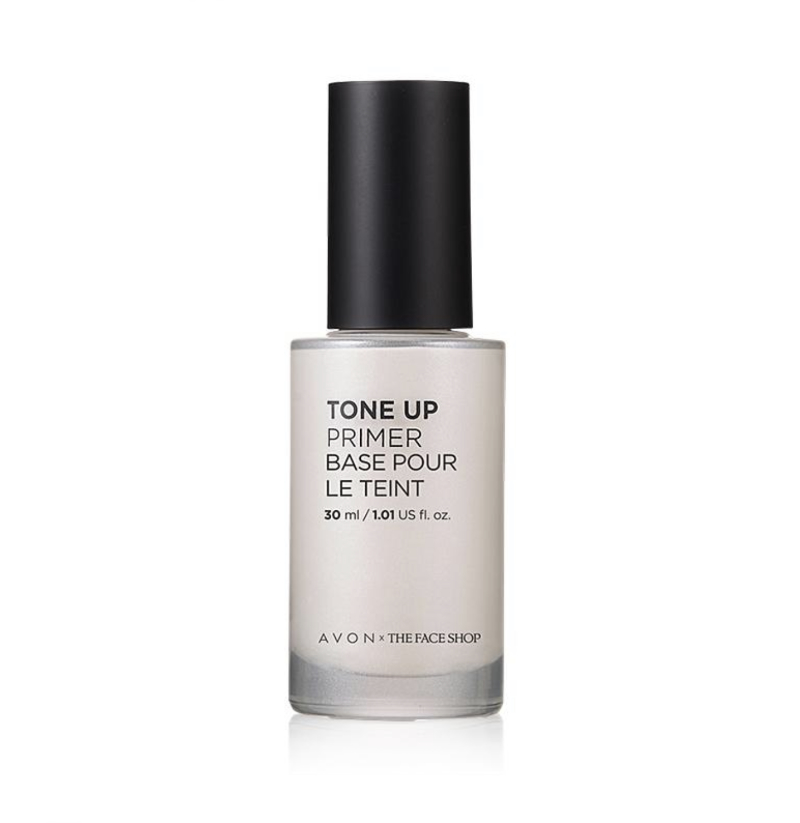 TONE UP
PRIMER
BASE POUR
LE TEINT
30 ml / 1.01 US fl. oz.
AVON x THE FACE SHOP